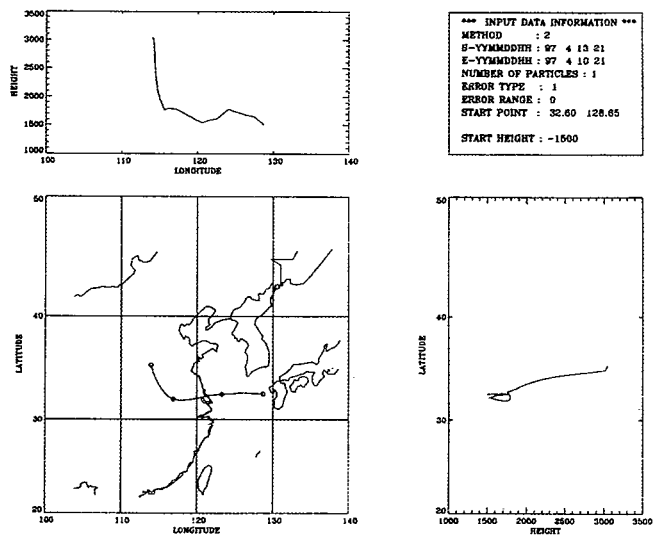 3500
3000
2500
2000
1500
1000
HEIGHT
100 110 120 130 140
LONGITUDE
*** INPUT DATA INFORMATION ***
METHOD : 2
S-YYMMDDHH : 97 4 13 21
E-YYMMDDHH : 97 4 10 21
NUMBER OF PARTICLES : 1
ERROR TYPE : 1
ERROR RANGE : 0
START POINT : 32.60 128.65
START HEIGHT : -1500
50
40
30
20
LATITUDE
100 110 120 130 140
LONGITUDE
50
40
30
20
LATITUDE
1000 1500 2000 2500 3000 3500
HEIGHT